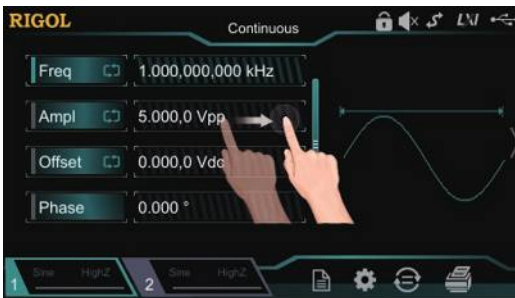 RIGOL Continuous LXI
Freq 1.000,000,000 kHz
Ampl 5.000,0 Vpp
Offset 0.000,0 Vdc
Phase 0.000 °
1 Sine HighZ 2 Sine HighZ